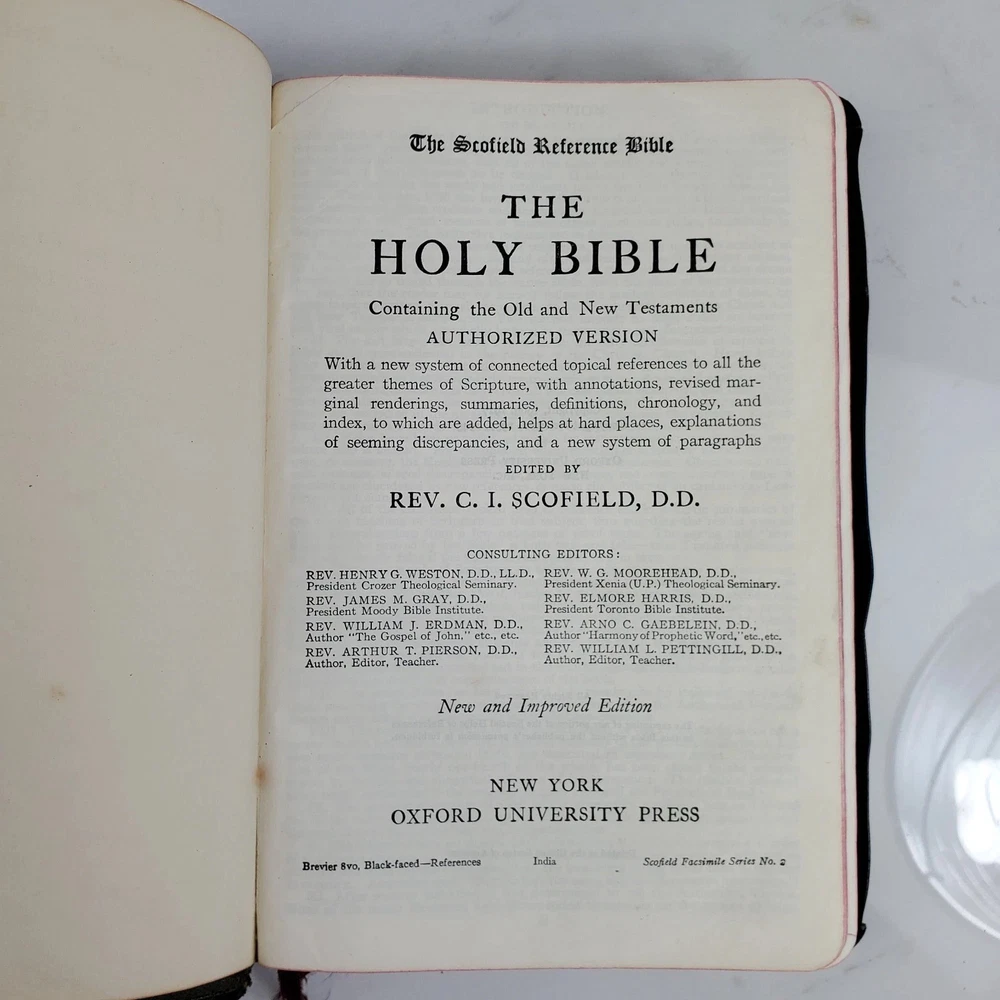 The Scofield Reference Bible
THE
HOLY BIBLE
Containing the Old and New Testaments
AUTHORIZED VERSION
With a new system of connected topical references to all the
greater themes of Scripture, with annotations, revised mar-
ginal renderings, summaries, definitions, chronology, and
index, to which are added, helps at hard places, explanations
of seeming discrepancies, and a new system of paragraphs
EDITED BY
REV. C. I. SCOFIELD, D.D.
CONSULTING EDITORS:
REV. HENRY G. WESTON, D.D., LL.D.,
President Crozer Theological Seminary.
REV. JAMES M. GRAY, D.D.,
President Moody Bible Institute.
REV. WILLIAM J. ERDMAN, D.D.,
Author "The Gospel of John," etc., etc.
REV. ARTHUR T. PIERSON, D.D.,
Author, Editor, Teacher.
REV. W. G. MOOREHEAD, D.D.,
President Xenia (U.P.) Theological Seminary.
REV. ELMORE HARRIS, D.D.,
President Toronto Bible Institute.
REV. ARNO C. GAEBELEIN, D.D.,
Author "Harmony of Prophetic Word," etc., etc.
REV. WILLIAM L. PETTINGILL, D.D.,
Author, Editor, Teacher.
New and Improved Edition
NEW YORK
OXFORD UNIVERSITY PRESS
Brevier 8vo, Black-faced—References India Scofield Facsimile Series No. 2